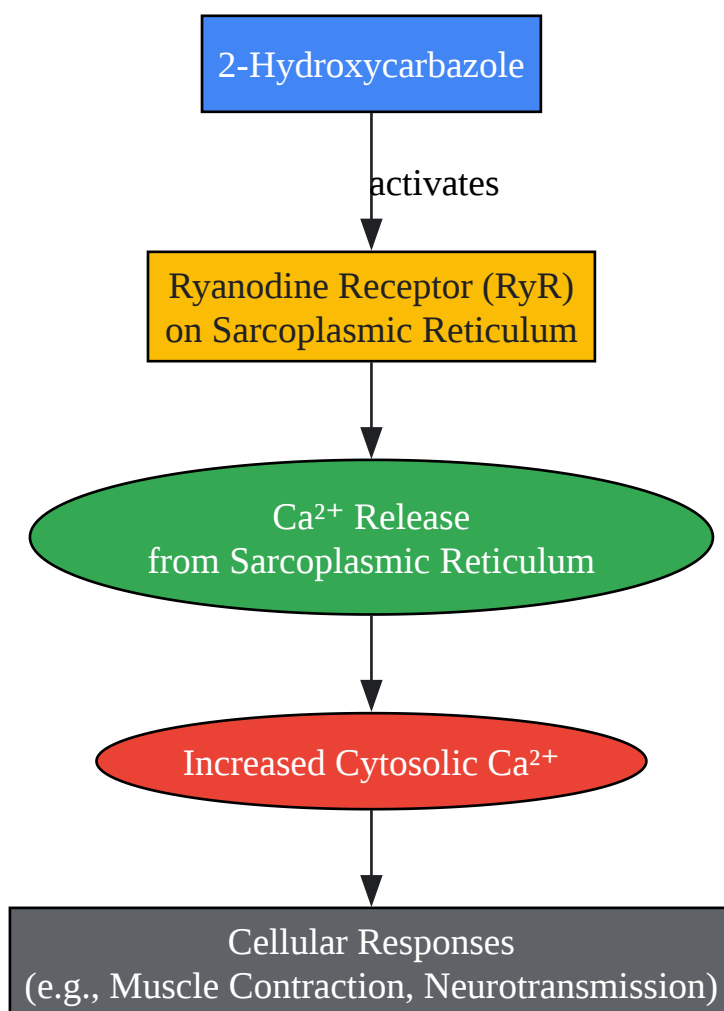 2-Hydroxycarbazole
activates
Ryanodine Receptor (RyR)
on Sarcoplasmic Reticulum
Ca²⁺ Release
from Sarcoplasmic Reticulum
Increased Cytosolic Ca²⁺
Cellular Responses
(e.g., Muscle Contraction, Neurotransmission)